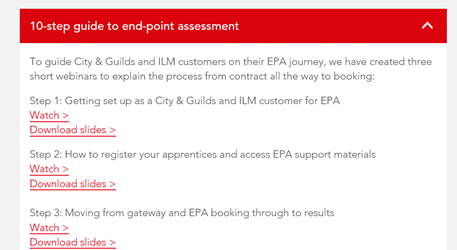 10-step guide to end-point assessment
To guide City & Guilds and ILM customers on their EPA journey, we have created three
short webinars to explain the process from contract all the way to booking:
Step 1: Getting set up as a City & Guilds and ILM customer for EPA
Watch >
Download slides >
Step 2: How to register your apprentices and access EPA support materials
Watch >
Download slides >
Step 3: Moving from gateway and EPA booking through to results
Watch >
Download slides >